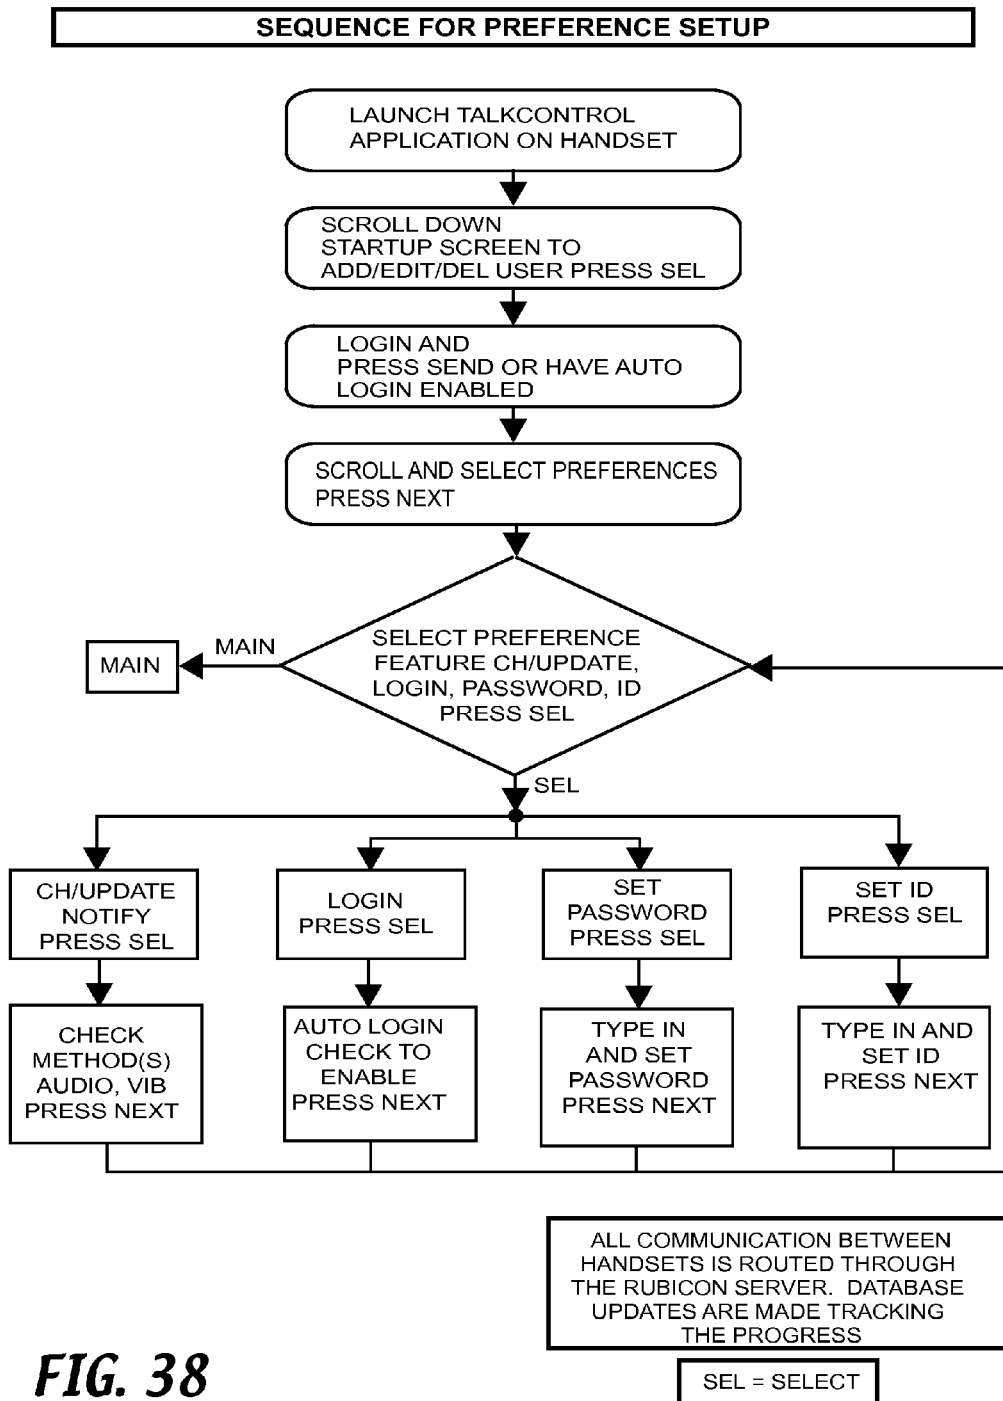 SEQUENCE FOR PREFERENCE SETUP
LAUNCH TALKCONTROL
APPLICATION ON HANDSET
SCROLL DOWN
STARTUP SCREEN TO
ADD/EDIT/DEL USER PRESS SEL
LOGIN AND
PRESS SEND OR HAVE AUTO
LOGIN ENABLED
SCROLL AND SELECT PREFERENCES
PRESS NEXT
SELECT PREFERENCE
FEATURE CH/UPDATE,
LOGIN, PASSWORD, ID
PRESS SEL
MAIN
MAIN
SEL
CH/UPDATE
NOTIFY
PRESS SEL
LOGIN
PRESS SEL
SET
PASSWORD
PRESS SEL
SET ID
PRESS SEL
CHECK
METHOD(S)
AUDIO, VIB
PRESS NEXT
AUTO LOGIN
CHECK TO
ENABLE
PRESS NEXT
TYPE IN
AND SET
PASSWORD
PRESS NEXT
TYPE IN AND
SET ID
PRESS NEXT
ALL COMMUNICATION BETWEEN
HANDSETS IS ROUTED THROUGH
THE RUBICON SERVER. DATABASE
UPDATES ARE MADE TRACKING
THE PROGRESS
SEL = SELECT
FIG. 38